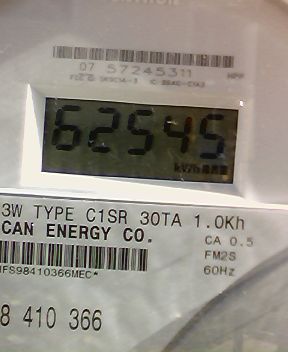 07 57245311
62545
kWh
3W TYPE C1SR 30TA 1.0Kh
CAN ENERGY CO.
CA 0.5
FM2S
60Hz
IFS98410366MEC*
8 410 366